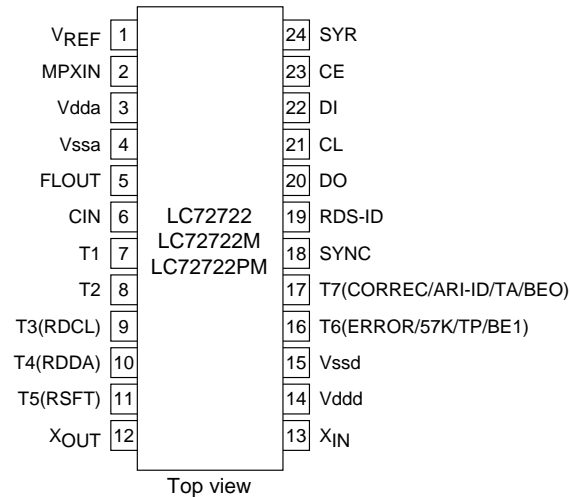 VREF 1 24 SYR
MPXIN 2 23 CE
Vdda 3 22 DI
Vssa 4 21 CL
FLOUT 5 20 DO
CIN 6 LC72722 19 RDS-ID
T1 7 LC72722M 18 SYNC
LC72722PM
T2 8 17 T7(CORREC/ARI-ID/TA/BEO)
T3(RDCL) 9 16 T6(ERROR/57K/TP/BE1)
T4(RDDA) 10 15 Vssd
T5(RSFT) 11 14 Vddd
XOUT 12 13 XIN
Top view